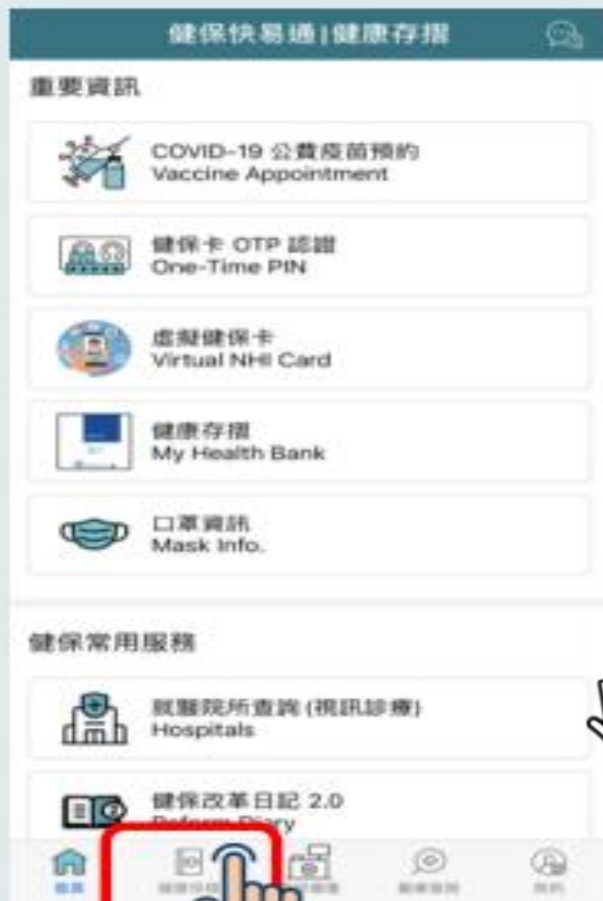 健保快易通|健康存摺
重要資訊
COVID-19 公費疫苗預約
Vaccine Appointment
健保卡 OTP 認證
One-Time PIN
虛擬健保卡
Virtual NHI Card
健康存摺
My Health Bank
口罩資訊
Mask Info.
健保常用服務
就醫院所查詢 (視訊診療)
Hospitals
健保改革日記 2.0
Reform Diary
首頁